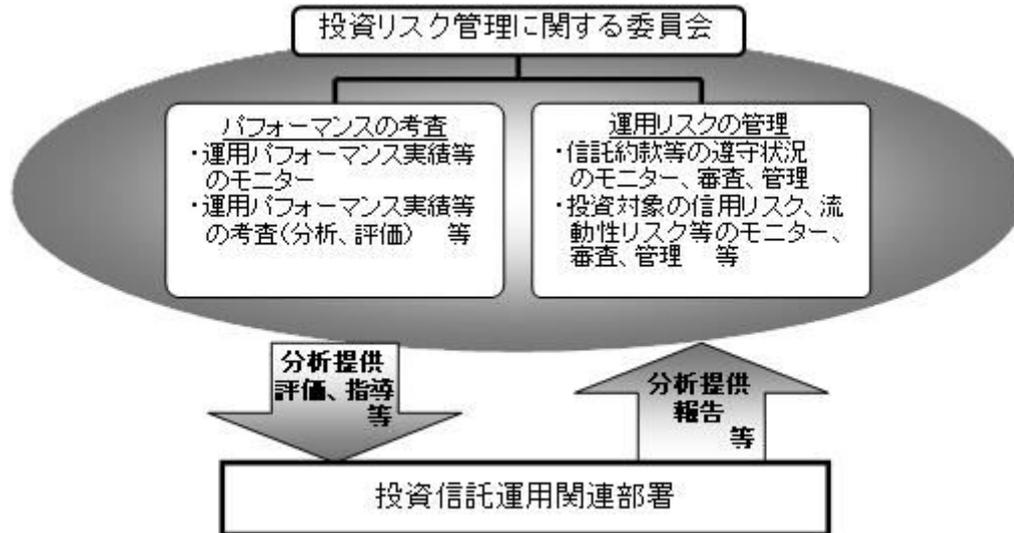 投資リスク管理に関する委員会
パフォーマンスの考査
・運用パフォーマンス実績等
のモニター
・運用パフォーマンス実績等
の考査(分析、評価) 等
運用リスクの管理
・信託約款等の遵守状況
のモニター、審査、管理
・投資対象の信用リスク、流
動性リスク等のモニター、
審査、管理 等
分析提供
評価、指導
等
分析提供
報告
等
投資信託運用関連部署